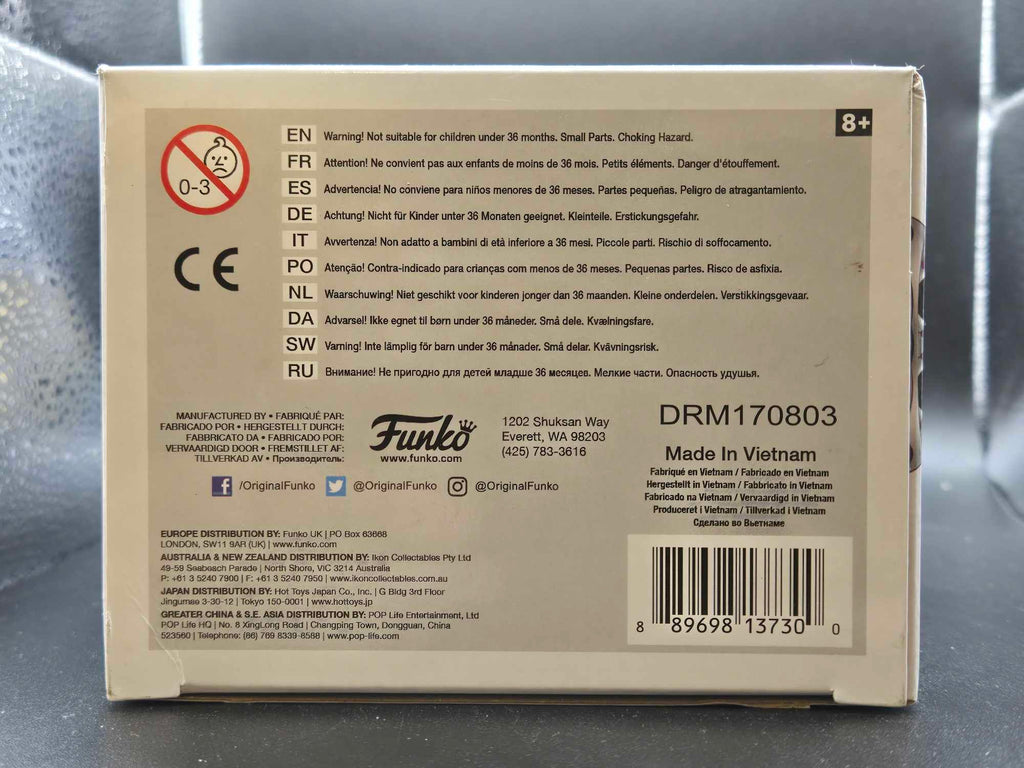 8+
0-3
CE
EN Warning! Not suitable for children under 36 months. Small Parts. Choking Hazard.
FR Attention! Ne convient pas aux enfants de moins de 36 mois. Petits éléments. Danger d'étouffement.
ES Advertencia! No conviene para niños menores de 36 meses. Partes pequeñas. Peligro de atragantamiento.
DE Achtung! Nicht für Kinder unter 36 Monaten geeignet. Kleinteile. Erstickungsgefahr.
IT Avvertenza! Non adatto a bambini di età inferiore a 36 mesi. Piccole parti. Rischio di soffocamento.
PO Atenção! Contra-indicado para crianças com menos de 36 meses. Pequenas partes. Risco de asfixia.
NL Waarschuwing! Niet geschikt voor kinderen jonger dan 36 maanden. Kleine onderdelen. Verstikkingsgevaar.
DA Advarsel! Ikke egnet til børn under 36 måneder. Små dele. Kvælningsfare.
SW Varning! Inte lämplig för barn under 36 månader. Små delar. Kvävningsrisk.
RU Внимание! Не пригодно для детей младше 36 месяцев. Мелкие части. Опасность удушья.
MANUFACTURED BY • FABRIQUÉ PAR:
FABRICADO POR • HERGESTELLT DURCH:
FABBRICATO DA • FABRICADO POR:
VERVAARDIGD DOOR • FREMSTILLET AF:
TILLVERKAD AV • Производитель:
Funko
www.funko.com
1202 Shuksan Way
Everett, WA 98203
(425) 783-3616
/OriginalFunko @OriginalFunko @OriginalFunko
DRM170803
Made In Vietnam
Fabriqué en Vietnam / Fabricado en Vietnam
Hergestellt in Vietnam / Fabbricato in Vietnam
Fabricado na Vietnam / Vervaardigd in Vietnam
Produceret i Vietnam / Tillverkad i Vietnam
Сделано во Вьетнаме
EUROPE DISTRIBUTION BY: Funko UK | PO Box 63668
LONDON, SW11 9AR (UK) | www.funko.com
AUSTRALIA & NEW ZEALAND DISTRIBUTION BY: Ikon Collectables Pty Ltd
49-59 Seabeach Parade | North Shore, VIC 3214 Australia
P: +61 3 5240 7900 | F: +61 3 5240 7950 | www.ikoncollectables.com.au
JAPAN DISTRIBUTION BY: Hot Toys Japan Co., Inc. | G Bldg 3rd Floor
Jingumae 3-30-12 | Tokyo 150-0001 | www.hottoys.jp
GREATER CHINA & S.E. ASIA DISTRIBUTION BY: POP Life Entertainment, Ltd
POP Life HQ | No. 8 XingLong Road | Changping Town, Dongguan, China
523560 | Telephone: (86) 769 8339-8588 | www.pop-life.com
8 89698 13730 0